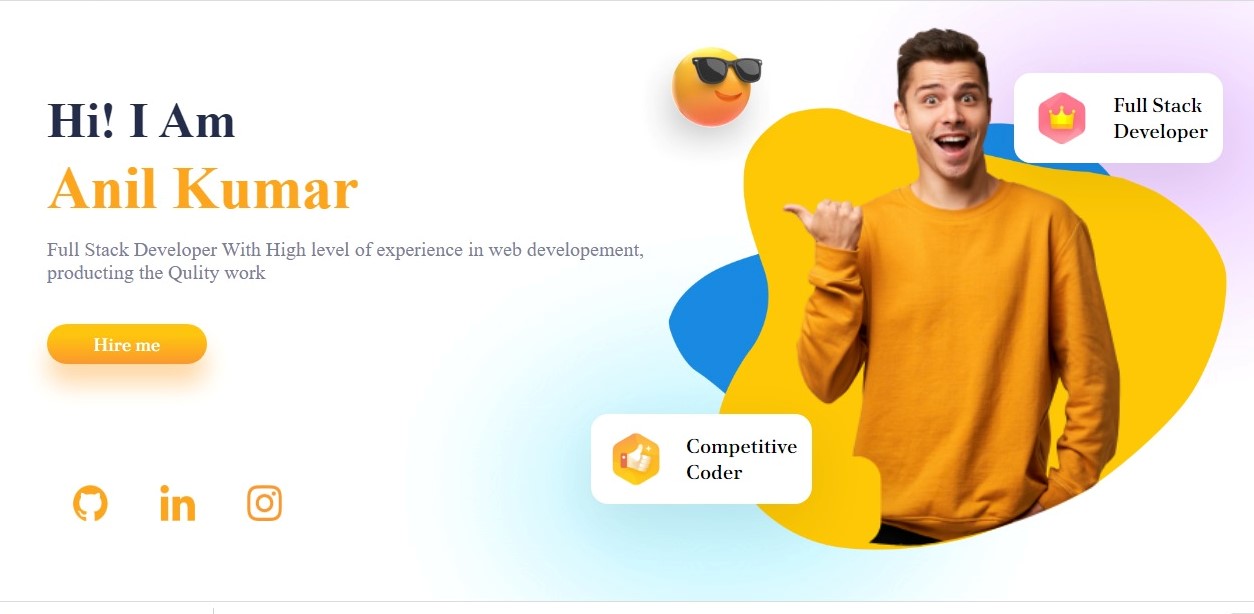 Hi! I Am
Anil Kumar
Full Stack Developer With High level of experience in web developement,
producting the Qulity work
Hire me
in
Full Stack
Developer
Competitive
Coder